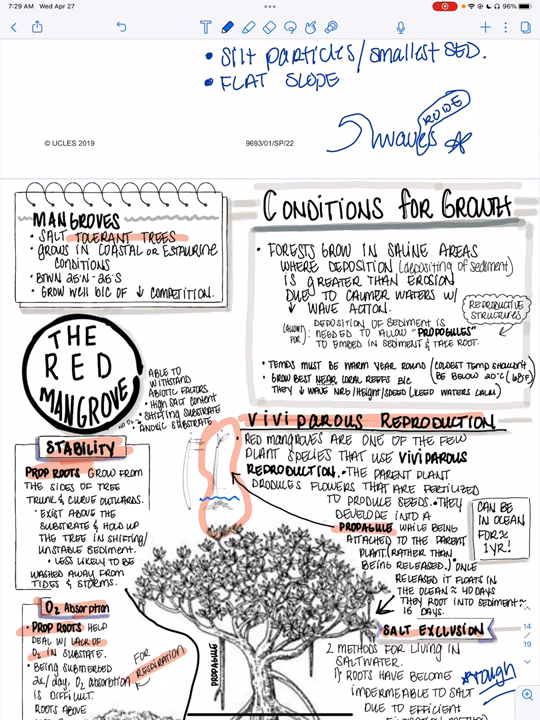 7:29 AM Wed Apr 27
96%
• SILT PARTICLES/SMALLEST SED.
• FLAT SLOPE
© UCLES 2019
9693/01/SP/22
waves
MANGROVES
• SALT TOLERANT TREES
• GROWS IN COASTAL OR ESTUARINE
CONDITIONS
• BTWN 25°N-25°S
• GROW WELL B/C OF ↓ COMPETITION.
CONDITIONS FOR GROWTH
• FORESTS GROW IN SALINE AREAS
WHERE DEPOSITION (depositing of sediment)
IS GREATER THAN EROSION
DUE TO CALMER WATERS W/
↓ WAVE ACTION.
REPRODUCTIVE
STRUCTURES
(ALLOWS
FOR):
DEPOSITION OF SEDIMENT IS
NEEDED TO ALLOW "PROPOGULES"
TO EMBED IN SEDIMENT & TAKE ROOT.
• TEMPS MUST BE WARM YEAR ROUND (COLDEST TEMP SHOULDN'T
BE BELOW 20°C (68°F)
• GROW BEST NEAR CORAL REEFS B/C
THEY ↓ WAVE NRG/HEIGHT/SPEED (KEEP WATERS CALM)
THE
RED
MANGROVE
ABLE TO
WITHSTAND
ABIOTIC FACTORS
• HIGH SALT CONTENT
• SHIFTING SUBSTRATE
ANOXIC SUBSTRATE
STABILITY
PROP ROOTS GROW FROM
THE SIDES OF TREE
TRUNK & CURVE OUTWARDS.
• EXIST ABOVE THE
SUBSTRATE & HOLD UP
THE TREE IN SHIFTING/
UNSTABLE SEDIMENT.
• LESS LIKELY TO BE
WASHED AWAY FROM
TIDES & STORMS.
VIVIPAROUS REPRODUCTION
• RED MANGROVES ARE ONE OF THE FEW
PLANT SPECIES THAT USE VIVIPAROUS
REPRODUCTION. • THE PARENT PLANT
PRODUCES FLOWERS THAT ARE FERTILIZED
TO PRODUCE SEEDS. • THEY
DEVELOP INTO A
PROPAGULE WHILE BEING
ATTACHED TO THE PARENT
PLANT (RATHER THAN
BEING RELEASED.) • ONCE
RELEASED IT FLOATS IN
THE OCEAN ≈ 40 DAYS
THEY ROOT INTO SEDIMENT ≈
15 DAYS.
CAN BE
IN OCEAN
FOR ≈
1 YR!
O₂ Absorption
• PROP ROOTS HELP
DEAL W/ LACK OF
O₂ IN SUBSTATE.
• BEING SUBMERGED
2x/DAY, O₂ ABSORBTION
IS DIFFICULT.
ROOTS ABOVE
FOR
RESPIRATION
PROPAGULE
SALT EXCLUSION
2 METHODS FOR LIVING IN
SALTWATER.
1) ROOTS HAVE BECOME
IMPERMEABLE TO SALT
DUE TO EFFICIENT
*tough
14
19